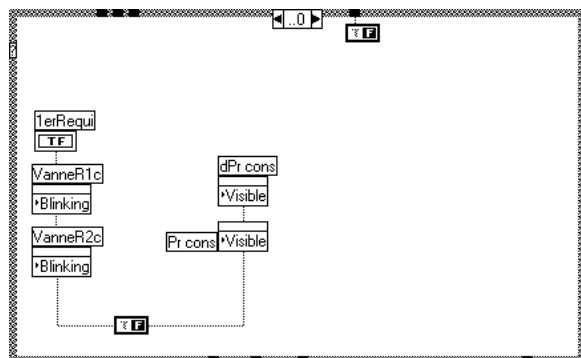 ..0
F
?
1erRequi
TF
VanneR1c
Blinking
VanneR2c
Blinking
dPr cons
Visible
Pr cons Visible
F